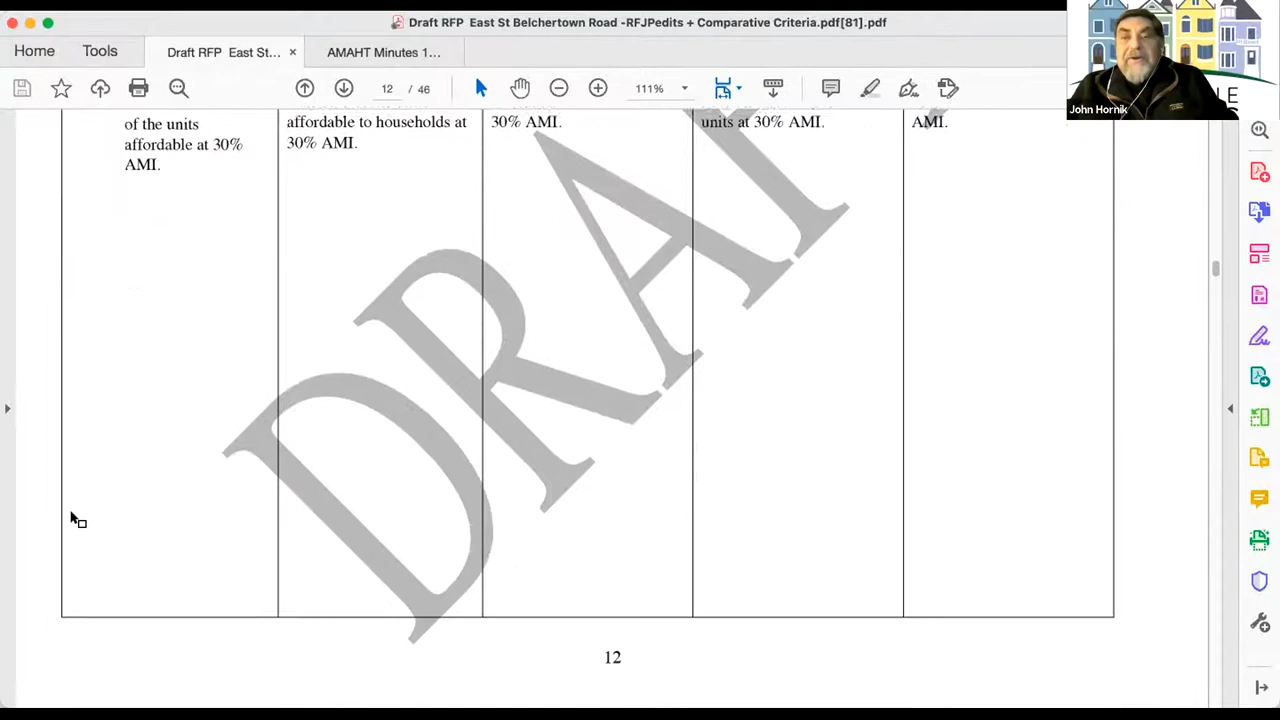 Draft RFP East St Belchertown Road -RFJPedits + Comparative Criteria.pdf[81].pdf
Home
Tools
Draft RFP East St... ×
AMAHT Minutes 1...
12 / 46
111%
John Hornik
LE
of the units
affordable at 30%
AMI.
affordable to households at
30% AMI.
30% AMI.
units at 30% AMI.
AMI.
DRAF
12